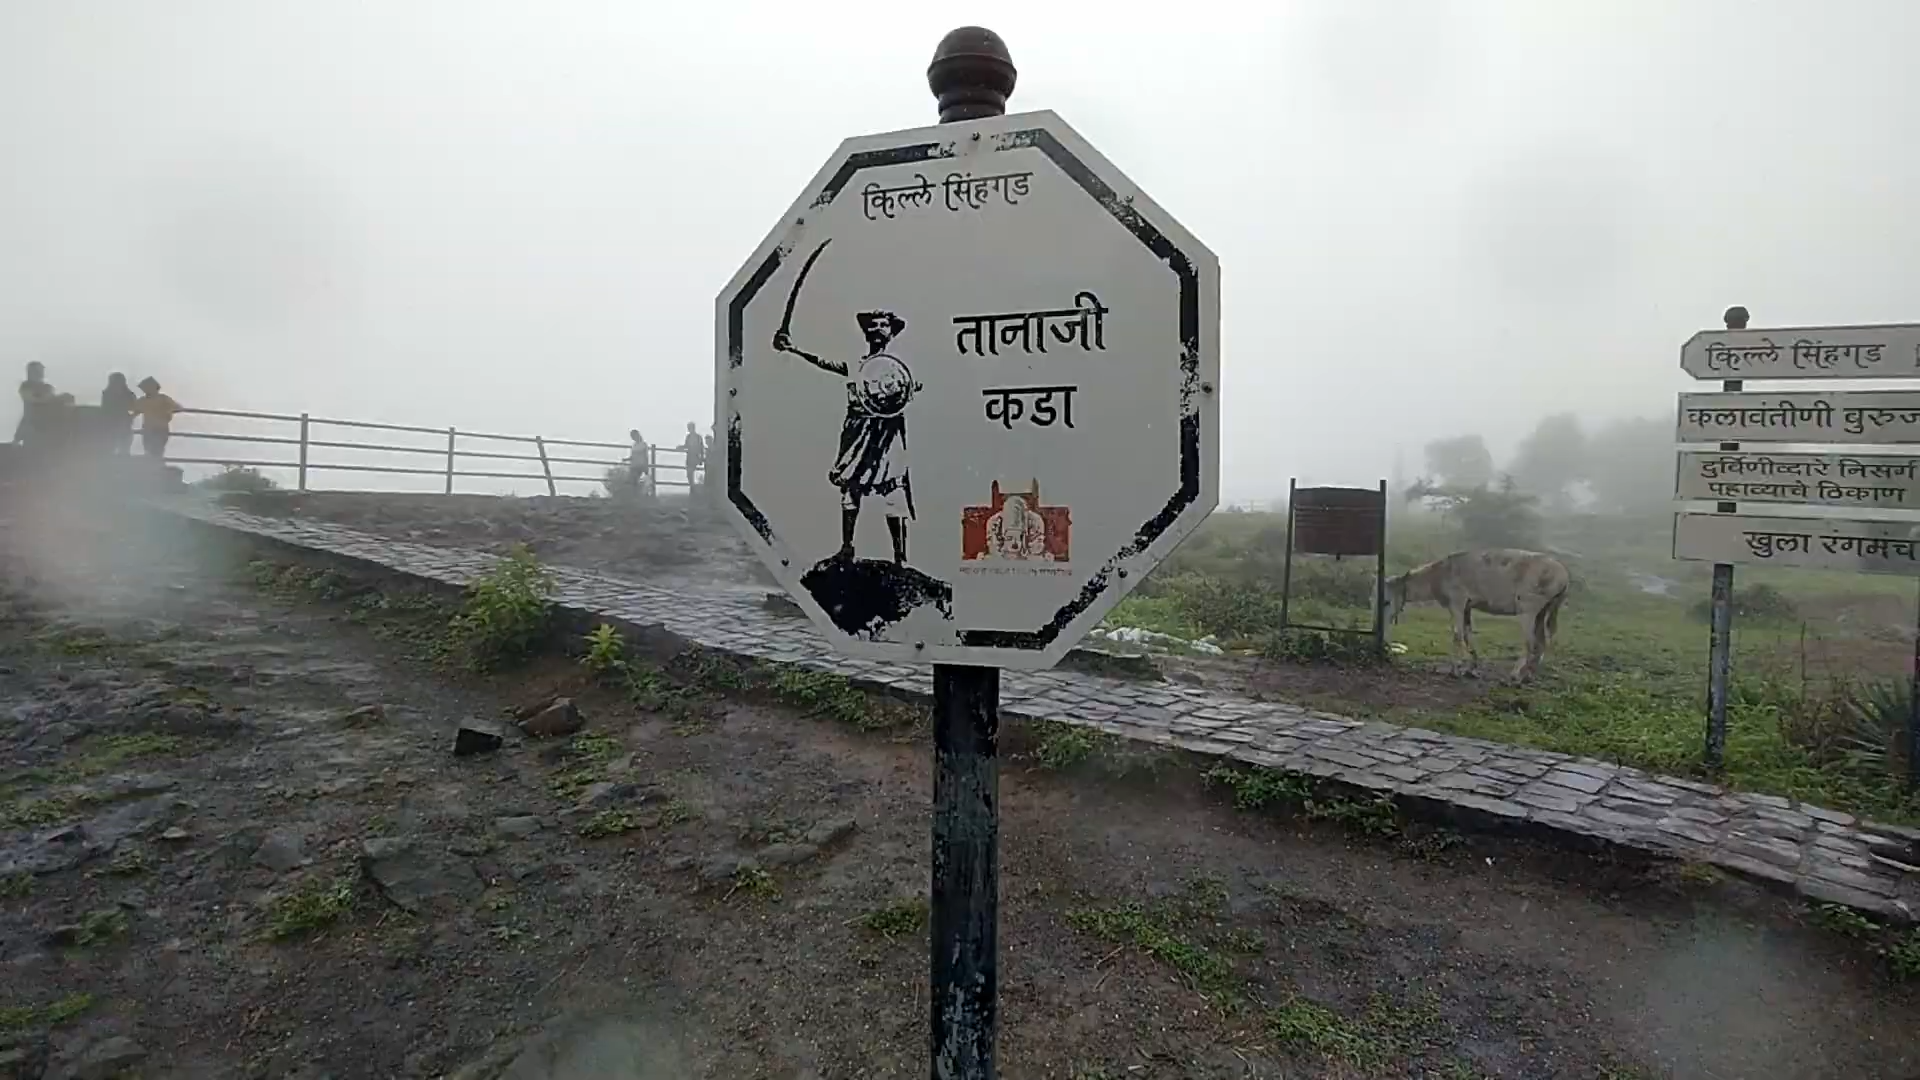 किल्ले सिंहगड
तानाजी
कडा
किल्ले सिंहगड
कलावंतीणी बुरुज
दुर्विणीव्दारे निसर्ग
पहाव्याचे ठिकाण
खुला रंगमंच